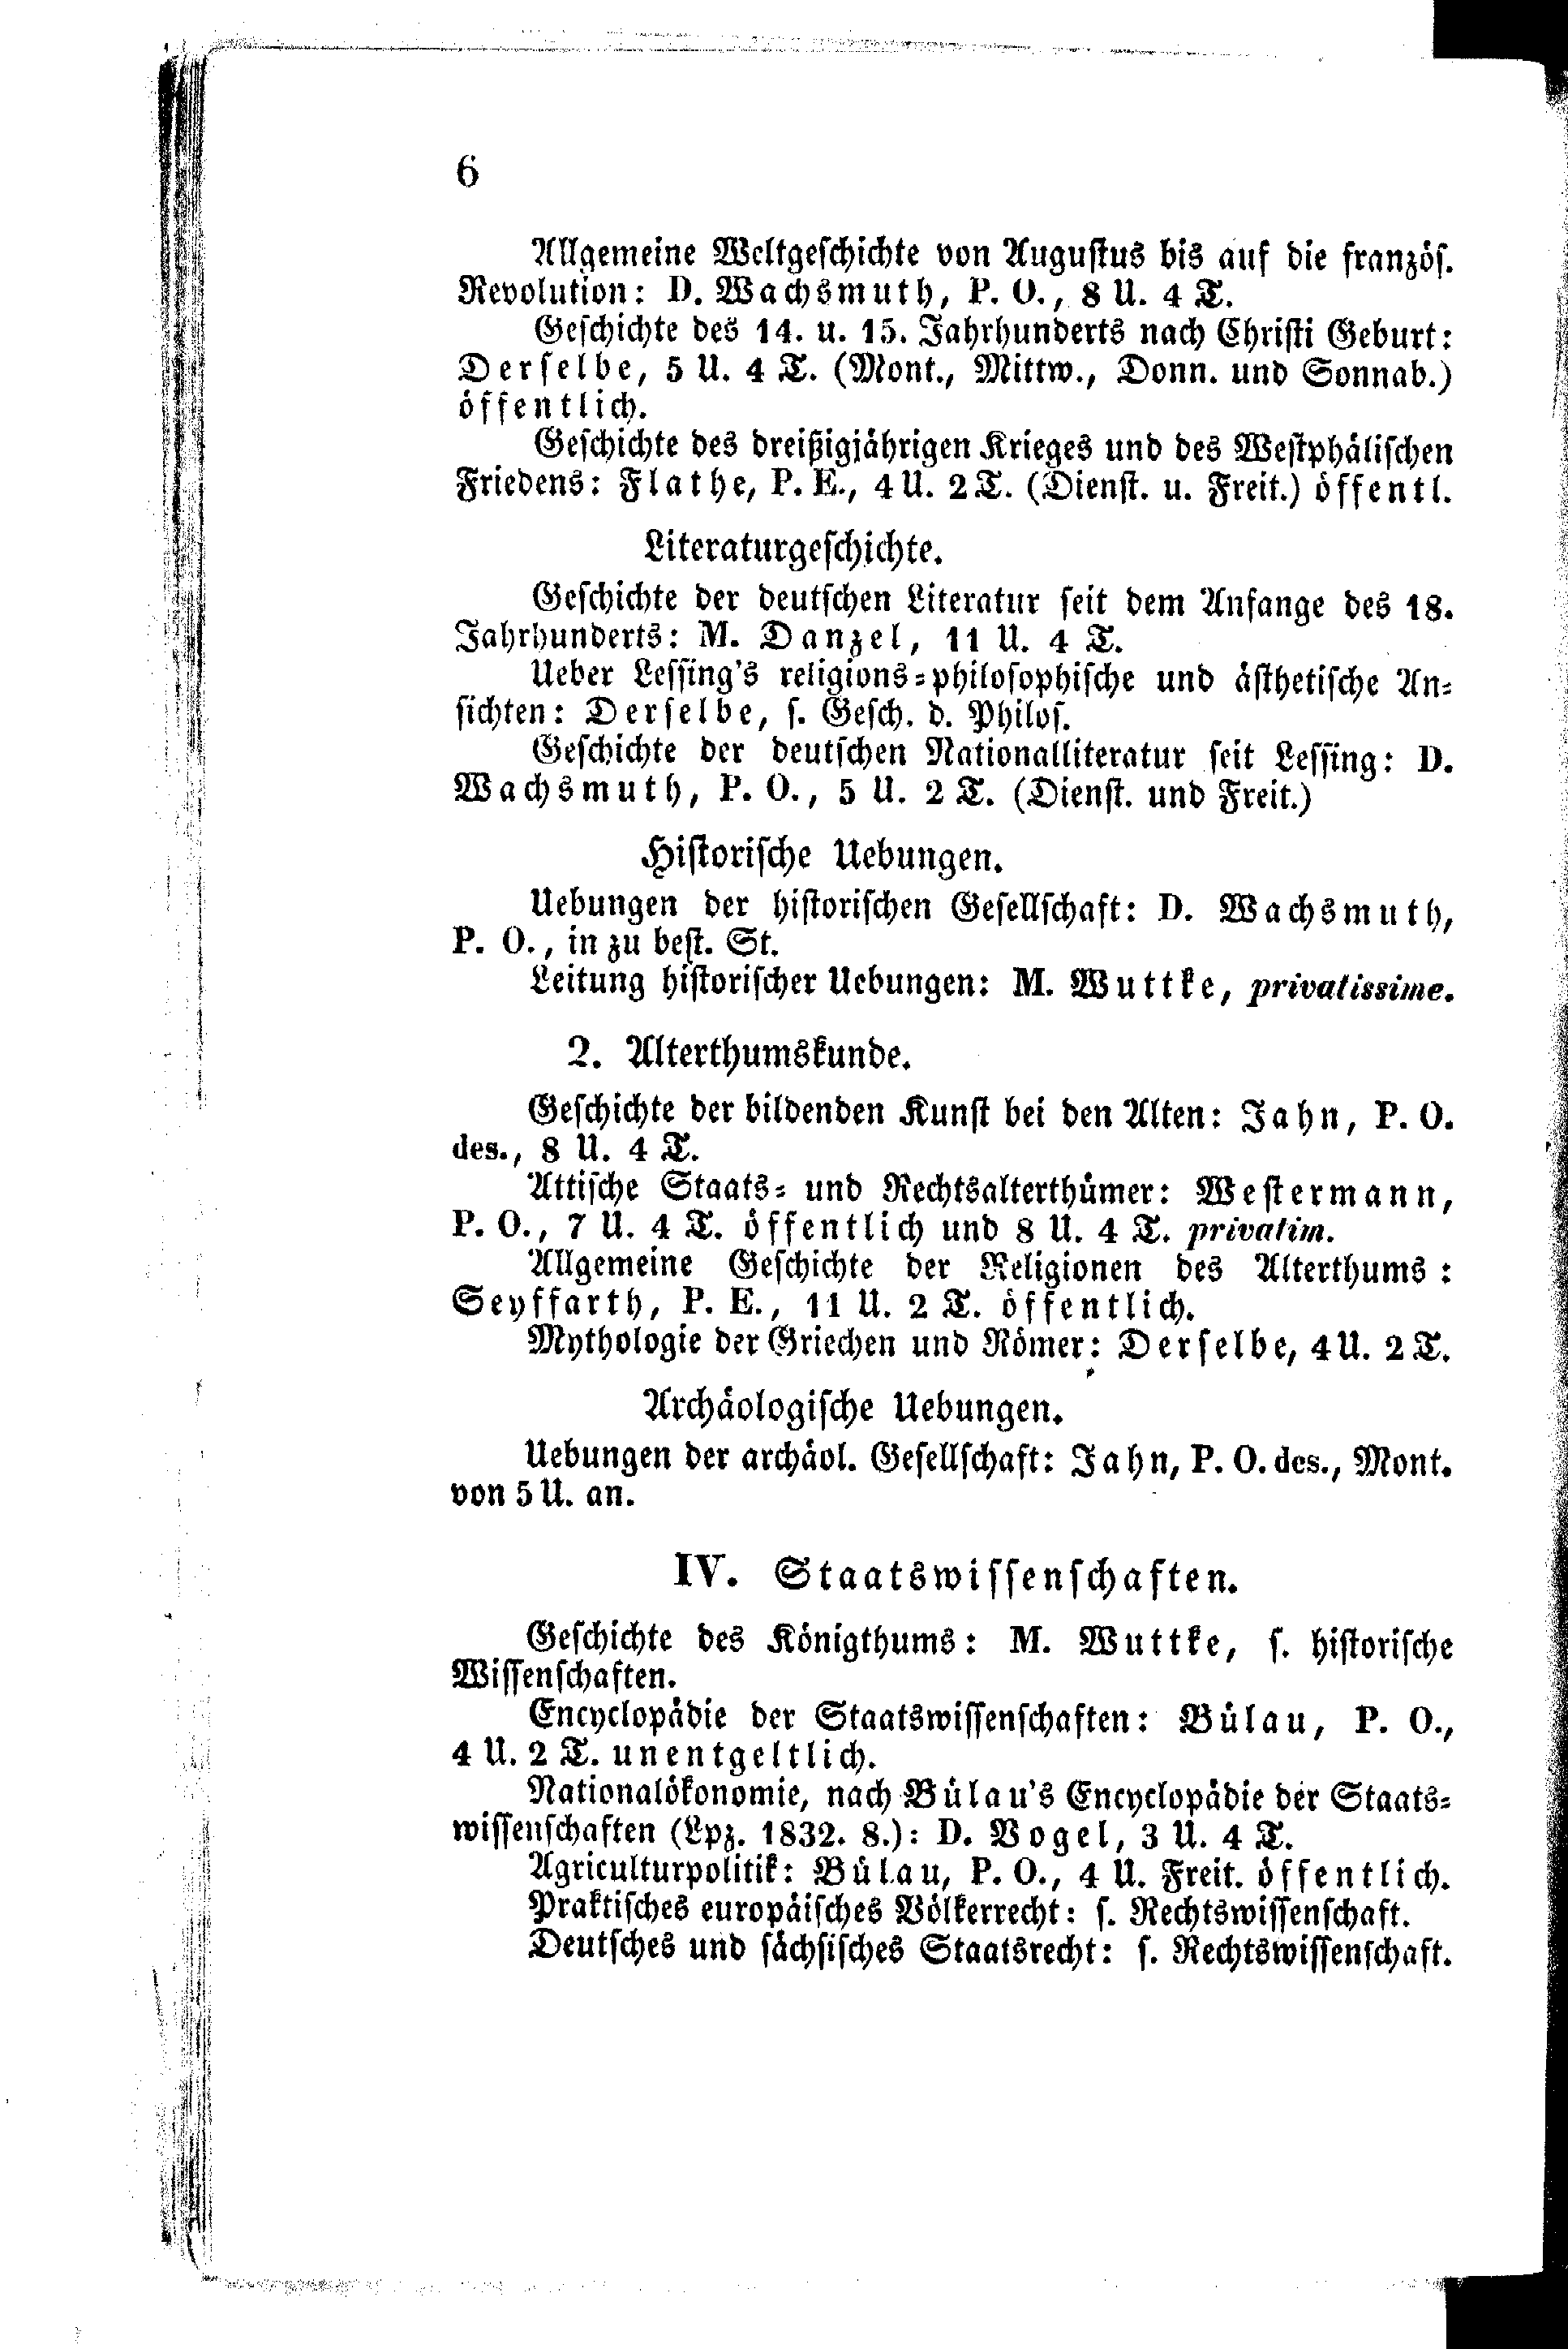 6
Allgemeine Weltgeschichte von Augustus bis auf die französ.
Revolution: D. Wachsmuth, P. O., 8 U. 4 T.
Geschichte des 14. u. 15. Jahrhunderts nach Christi Geburt:
Derselbe, 5 U. 4 T. (Mont., Mittw., Donn. und Sonnab.)
öffentlich.
Geschichte des dreißigjährigen Krieges und des Westphälischen
Friedens: Flathe, P. E., 4 U. 2 T. (Dienst. u. Freit.) öffentl.
Literaturgeschichte.
Geschichte der deutschen Literatur seit dem Anfange des 18.
Jahrhunderts: M. Danzel, 11 U. 4 T.
Ueber Lessing's religions-philosophische und ästhetische An-
sichten: Derselbe, s. Gesch. d. Philos.
Geschichte der deutschen Nationalliteratur seit Lessing: D.
Wachsmuth, P. O., 5 U. 2 T. (Dienst. und Freit.)
Historische Uebungen.
Uebungen der historischen Gesellschaft: D. Wachsmuth,
P. O., in zu best. St.
Leitung historischer Uebungen: M. Wuttke, privatissime.
2. Alterthumskunde.
Geschichte der bildenden Kunst bei den Alten: Jahn, P. O.
des., 8 U. 4 T.
Attische Staats- und Rechtsalterthümer: Westermann,
P. O., 7 U. 4 T. öffentlich und 8 U. 4 T. privatim.
Allgemeine Geschichte der Religionen des Alterthums:
Seyffarth, P. E., 11 U. 2 T. öffentlich.
Mythologie der Griechen und Römer: Derselbe, 4 U. 2 T.
Archäologische Uebungen.
Uebungen der archäol. Gesellschaft: Jahn, P. O. des., Mont.
von 5 U. an.
IV. Staatswissenschaften.
Geschichte des Königthums: M. Wuttke, s. historische
Wissenschaften.
Encyclopädie der Staatswissenschaften: Bülau, P. O.,
4 U. 2 T. unentgeltlich.
Nationalökonomie, nach Bülau's Encyclopädie der Staats-
wissenschaften (Lpz. 1832. 8.): D. Vogel, 3 U. 4 T.
Agriculturpolitik: Bülau, P. O., 4 U. Freit. öffentlich.
Praktisches europäisches Völkerrecht: s. Rechtswissenschaft.
Deutsches und sächsisches Staatsrecht: s. Rechtswissenschaft.